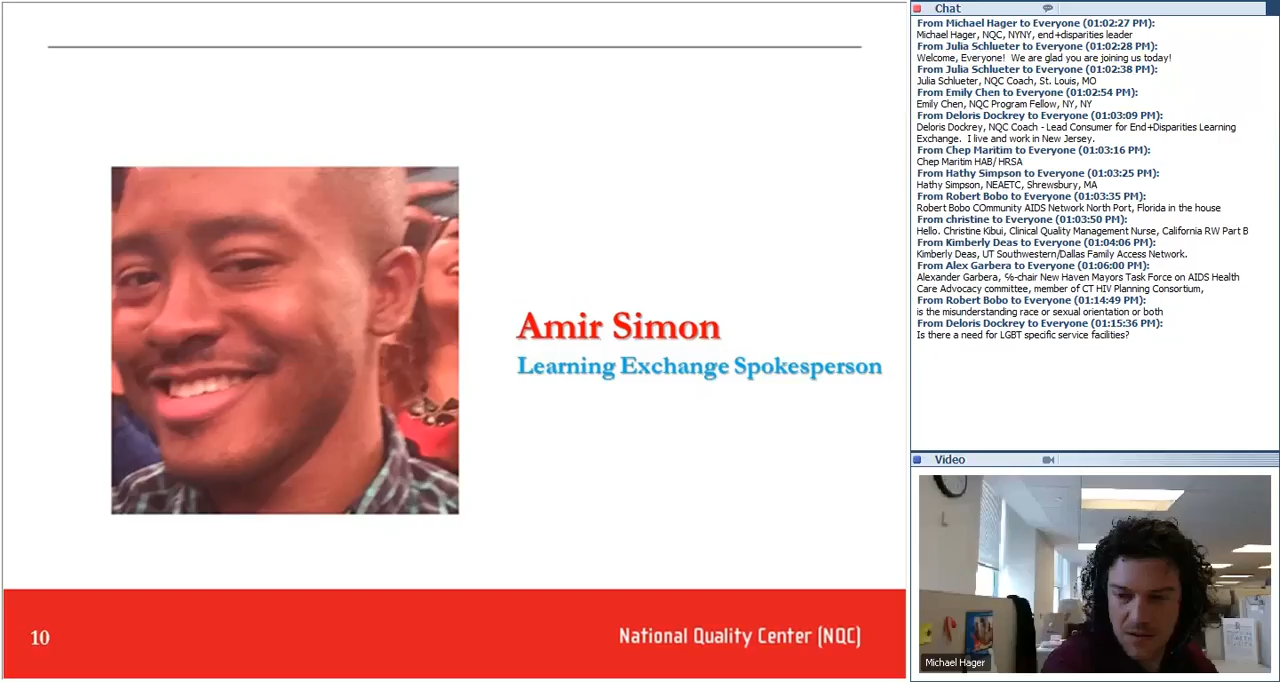 Amir Simon
Learning Exchange Spokesperson
10
National Quality Center (NQC)
Chat
From Michael Hager to Everyone (01:02:27 PM):
Michael Hager, NQC, NYNY, end+disparities leader
From Julia Schlueter to Everyone (01:02:28 PM):
Welcome, Everyone!  We are glad you are joining us today!
From Julia Schlueter to Everyone (01:02:38 PM):
Julia Schlueter, NQC Coach, St. Louis, MO
From Emily Chen to Everyone (01:02:54 PM):
Emily Chen, NQC Program Fellow, NY, NY
From Deloris Dockrey to Everyone (01:03:09 PM):
Deloris Dockrey, NQC Coach - Lead Consumer for End+Disparities Learning
Exchange.  I live and work in New Jersey.
From Chep Maritim to Everyone (01:03:16 PM):
Chep Maritim HAB/ HRSA
From Hathy Simpson to Everyone (01:03:25 PM):
Hathy Simpson, NEAETC, Shrewsbury, MA
From Robert Bobo to Everyone (01:03:35 PM):
Robert Bobo COmmunity AIDS Network North Port, Florida in the house
From christine to Everyone (01:03:50 PM):
Hello. Christine Kibui, Clinical Quality Management Nurse, California RW Part B
From Kimberly Deas to Everyone (01:04:06 PM):
Kimberly Deas, UT Southwestern/Dallas Family Access Network.
From Alex Garbera to Everyone (01:06:00 PM):
Alexander Garbera, %-chair New Haven Mayors Task Force on AIDS Health
Care Advocacy committee, member of CT HIV Planning Consortium,
From Robert Bobo to Everyone (01:14:49 PM):
is the misunderstanding race or sexual orientation or both
From Deloris Dockrey to Everyone (01:15:36 PM):
Is there a need for LGBT specific service facilities?
Video
Michael Hager